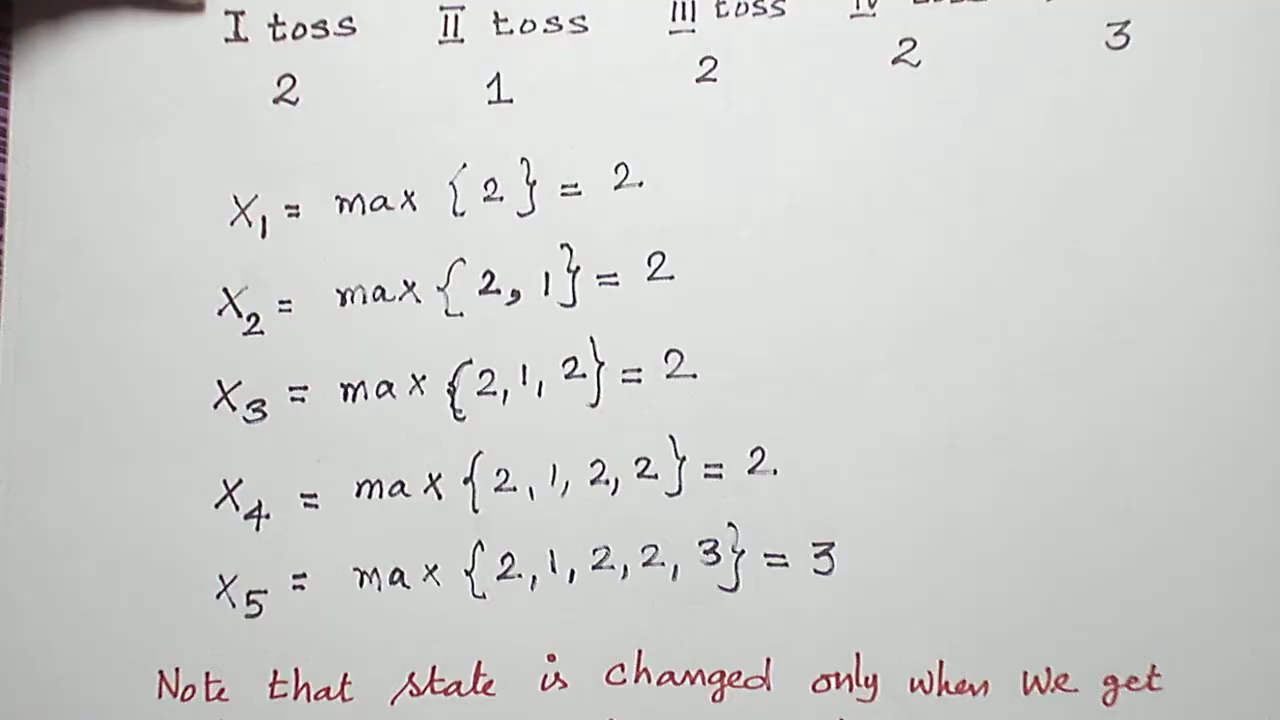 I toss II toss III toss IV
2 1 2 2 3
X1 = max {2} = 2.
X2 = max {2, 1} = 2
X3 = max {2, 1, 2} = 2
X4 = max {2, 1, 2, 2} = 2.
X5 = max {2, 1, 2, 2, 3} = 3
Note that state is changed only when we get